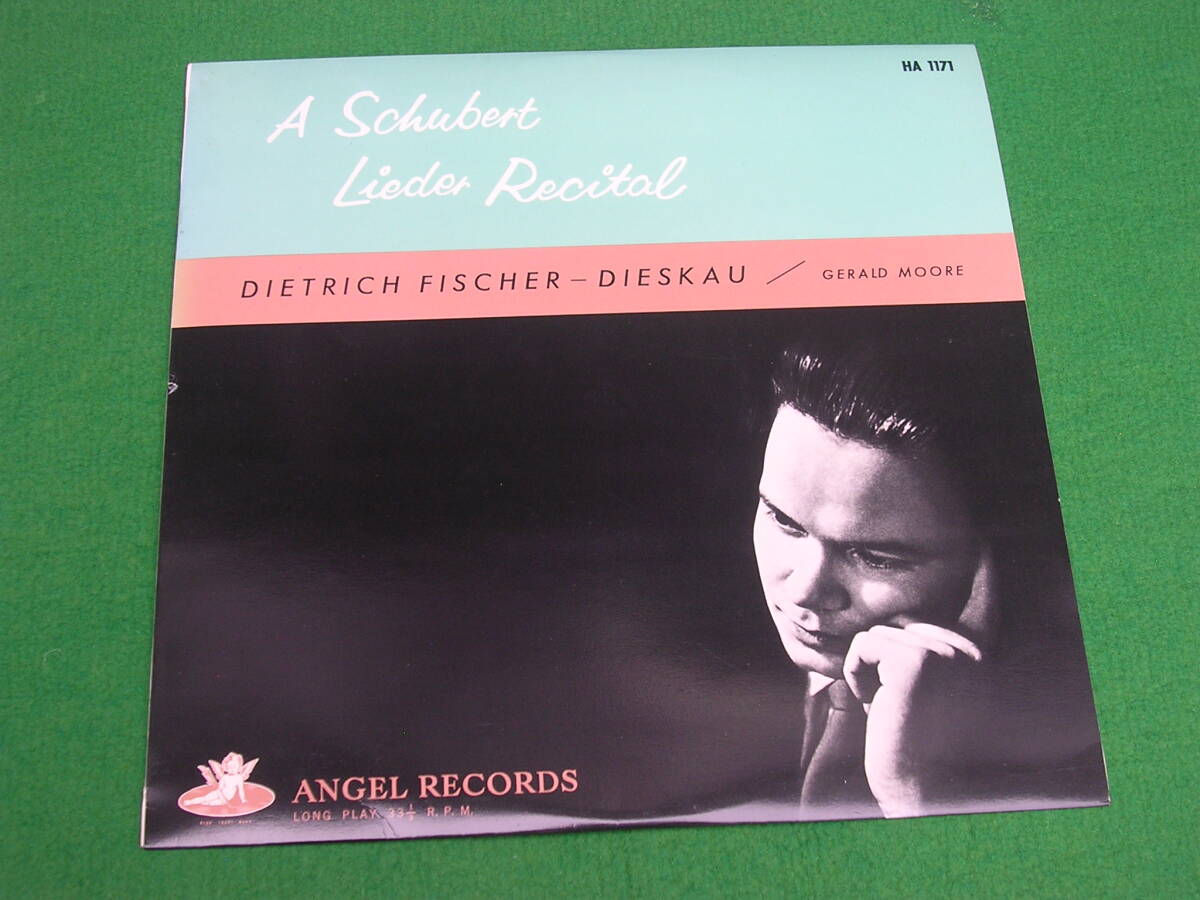 HA 1171
A Schubert
Lieder Recital
DIETRICH FISCHER – DIESKAU / GERALD MOORE
ANGEL RECORDS
LONG PLAY 33⅓ R.P.M.